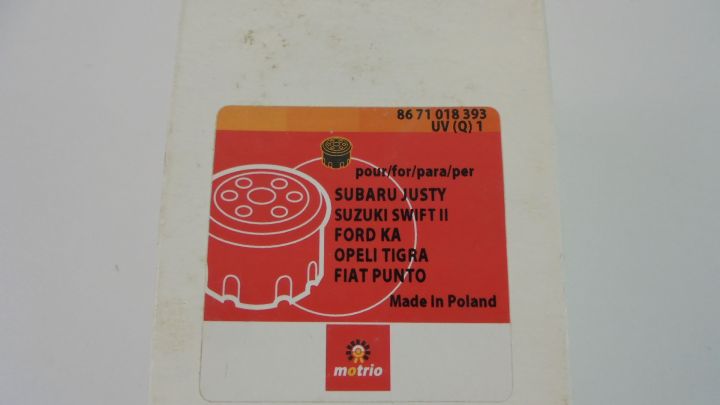 86 71 018 393
UV (Q) 1
pour/for/para/per
SUBARU JUSTY
SUZUKI SWIFT II
FORD KA
OPELI TIGRA
FIAT PUNTO
Made In Poland
motrio